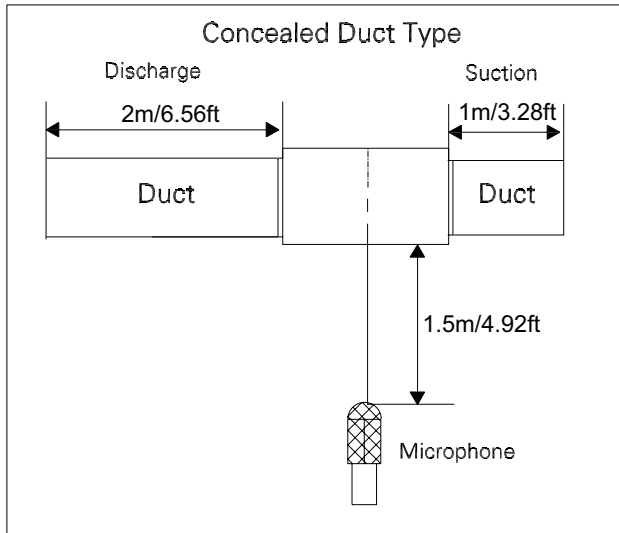 Concealed Duct Type
Discharge
Suction
2m/6.56ft
1m/3.28ft
Duct
Duct
1.5m/4.92ft
Microphone